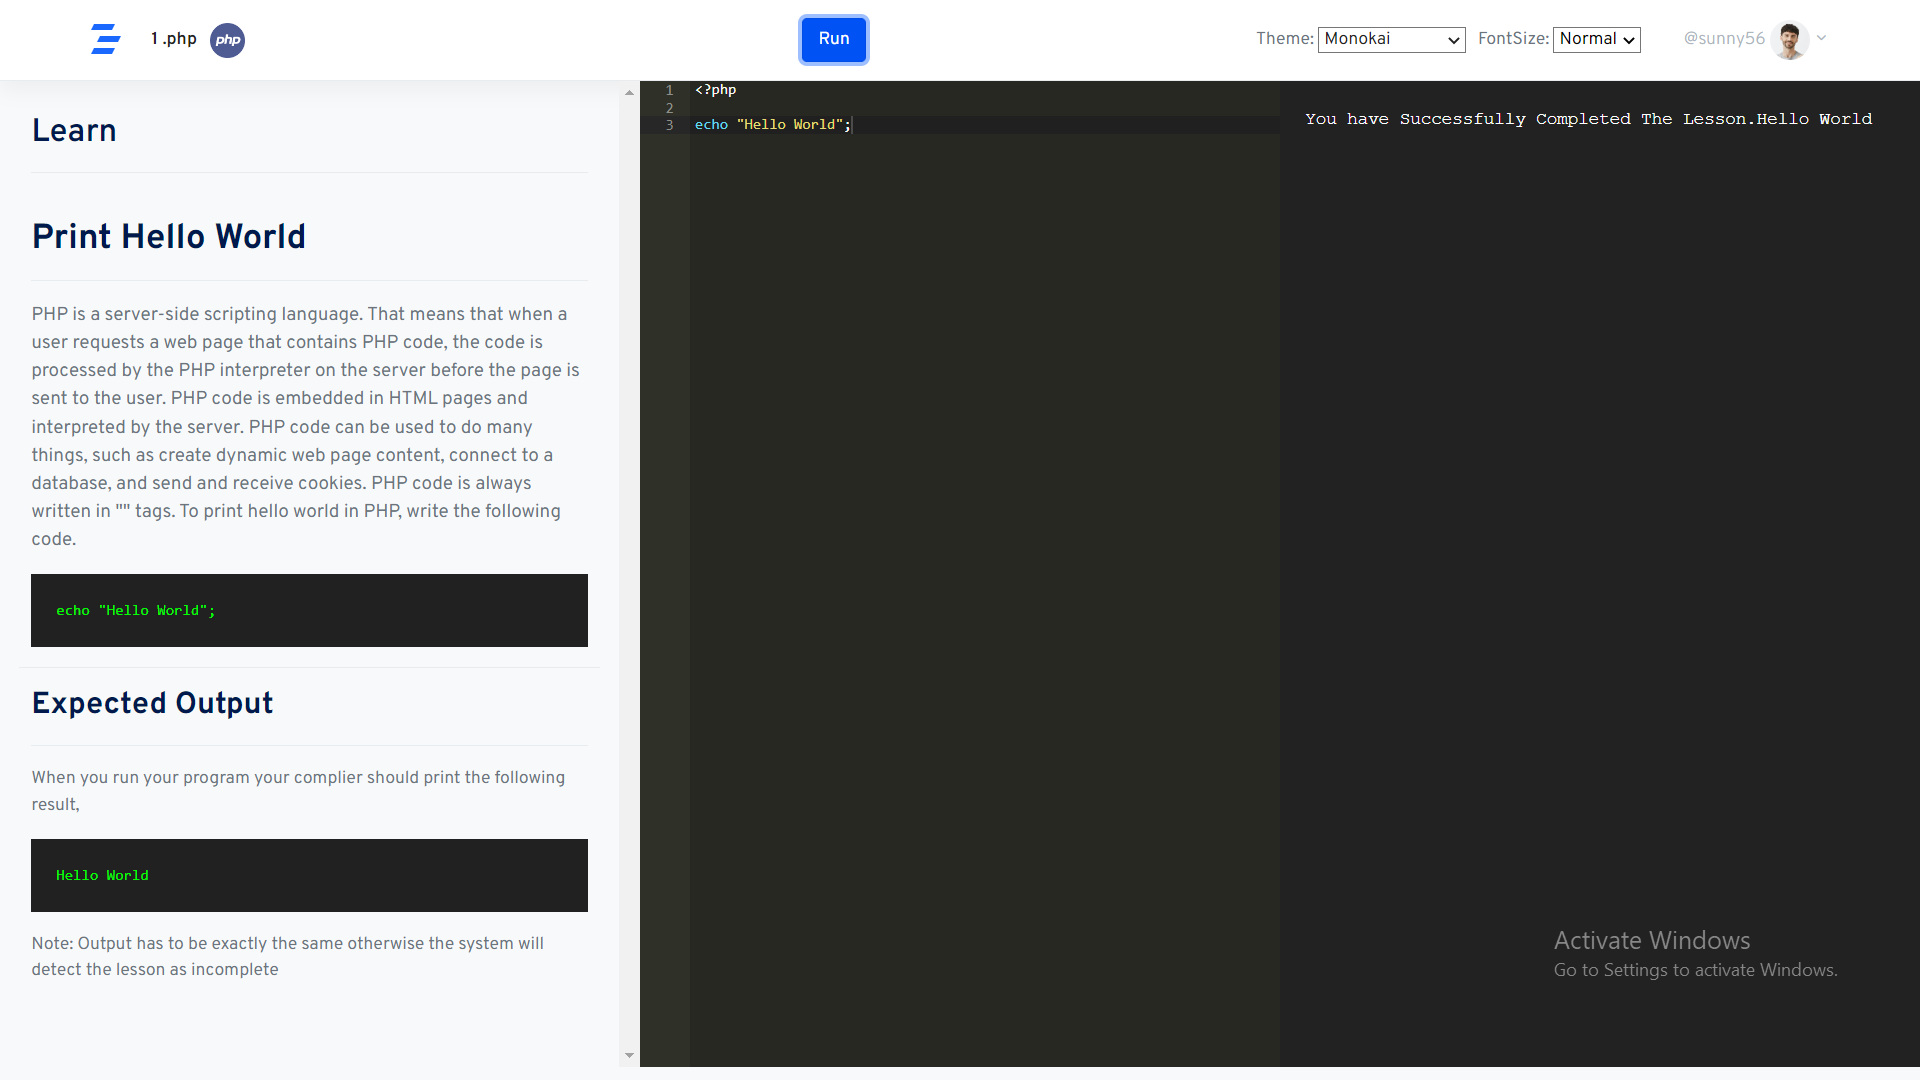 1 .php
php
Run
Theme: Monokai
FontSize: Normal
@sunny56
Learn
Print Hello World
PHP is a server-side scripting language. That means that when a
user requests a web page that contains PHP code, the code is
processed by the PHP interpreter on the server before the page is
sent to the user. PHP code is embedded in HTML pages and
interpreted by the server. PHP code can be used to do many
things, such as create dynamic web page content, connect to a
database, and send and receive cookies. PHP code is always
written in "" tags. To print hello world in PHP, write the following
code.
echo "Hello World";
Expected Output
When you run your program your complier should print the following
result,
Hello World
Note: Output has to be exactly the same otherwise the system will
detect the lesson as incomplete
1 <?php
2
3 echo "Hello World";
You have Successfully Completed The Lesson.Hello World
Activate Windows
Go to Settings to activate Windows.